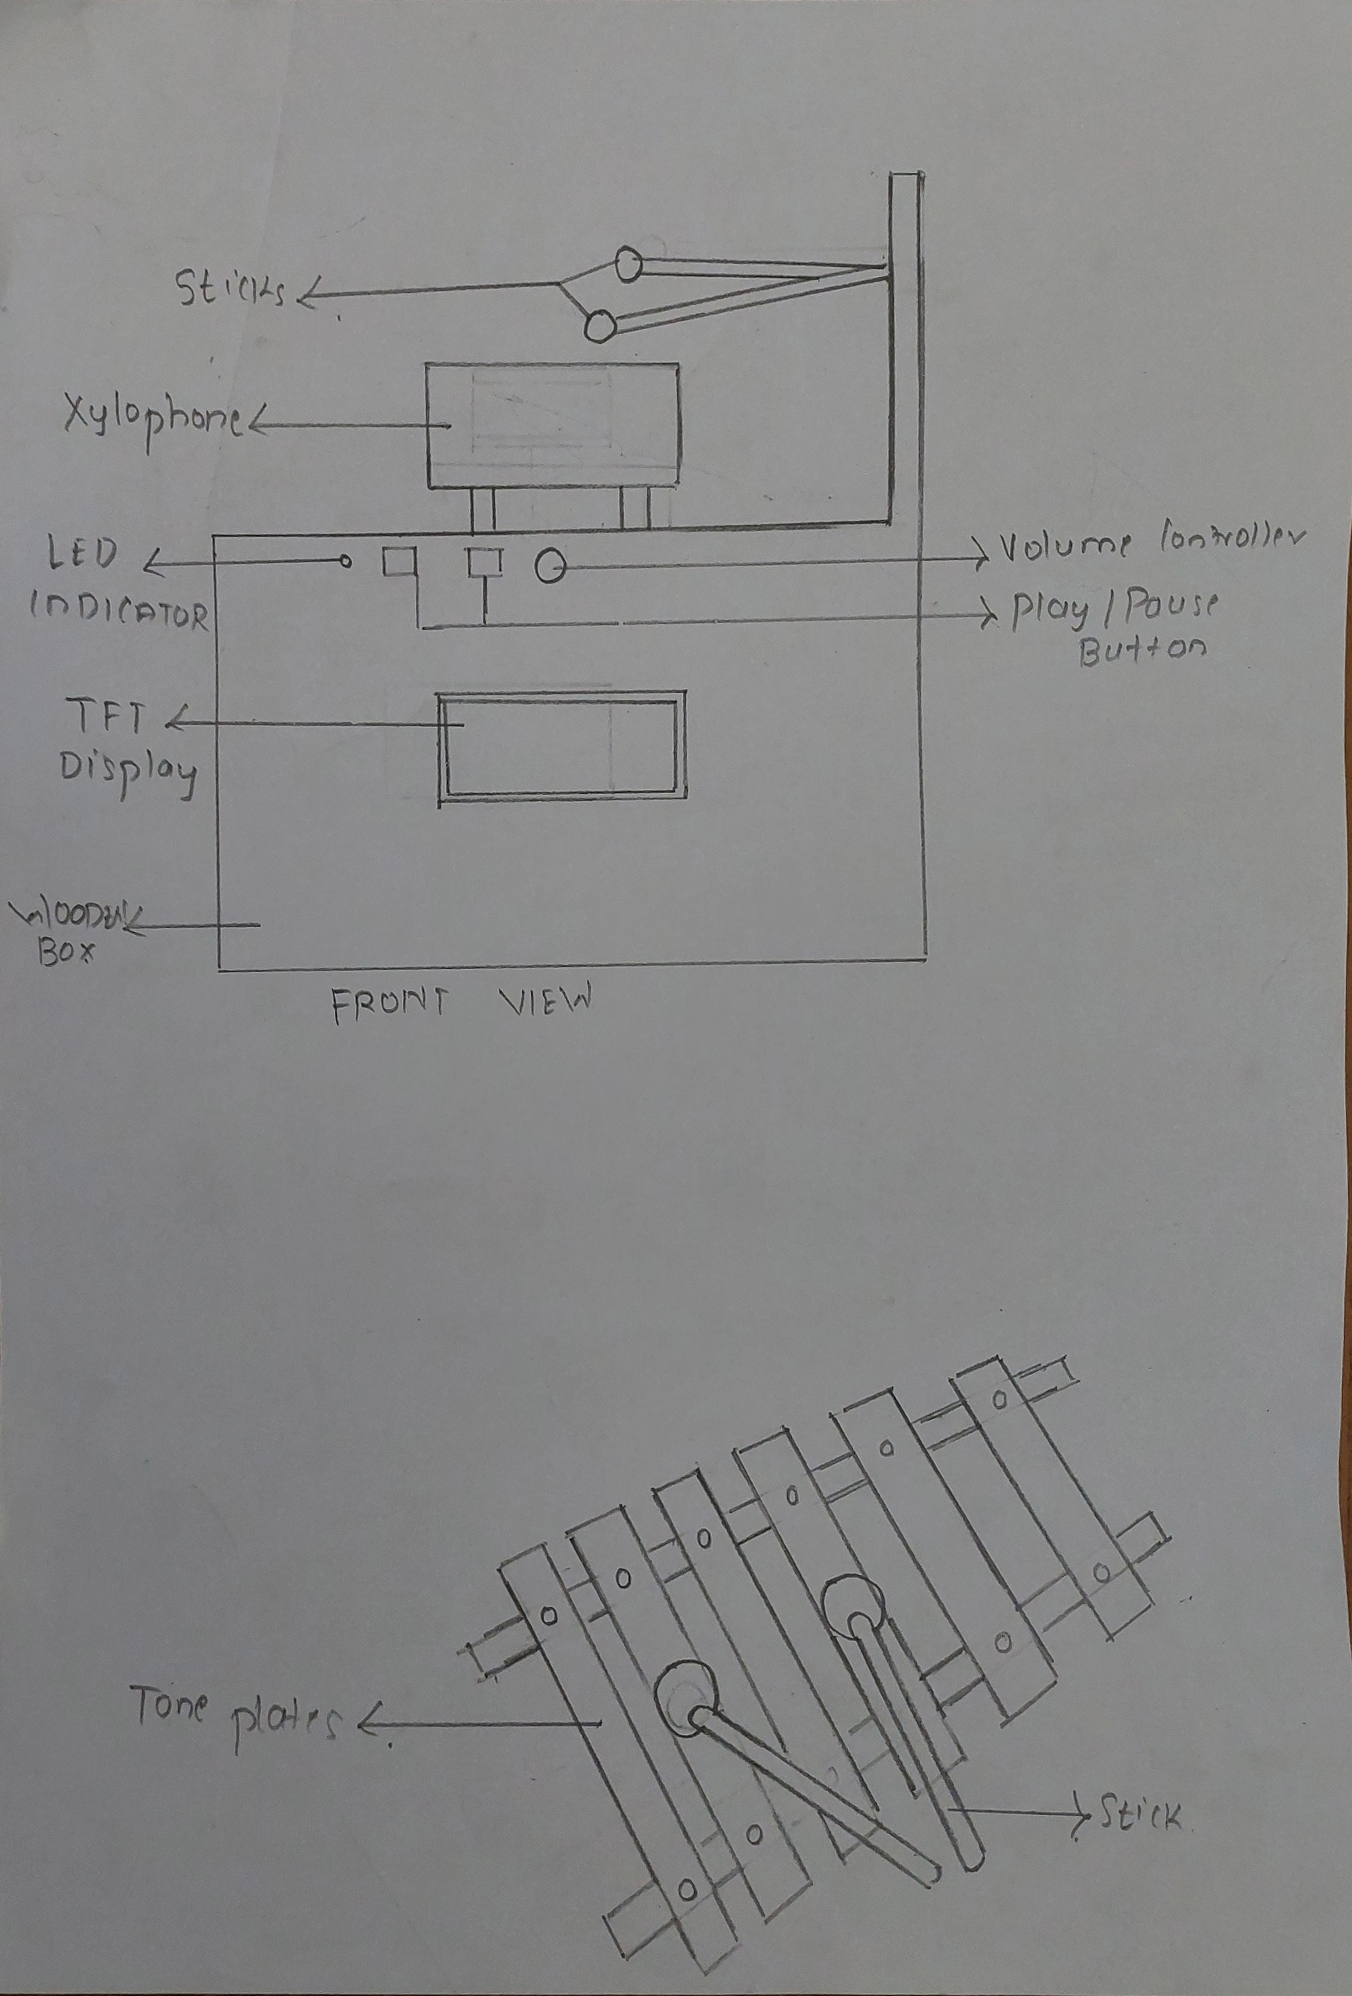 Sticks
Xylophone
LED
INDICATOR
Volume Controller
Play / Pause
Button
TFT
Display
WOODEN
BOX
FRONT VIEW
Tone plates
Stick